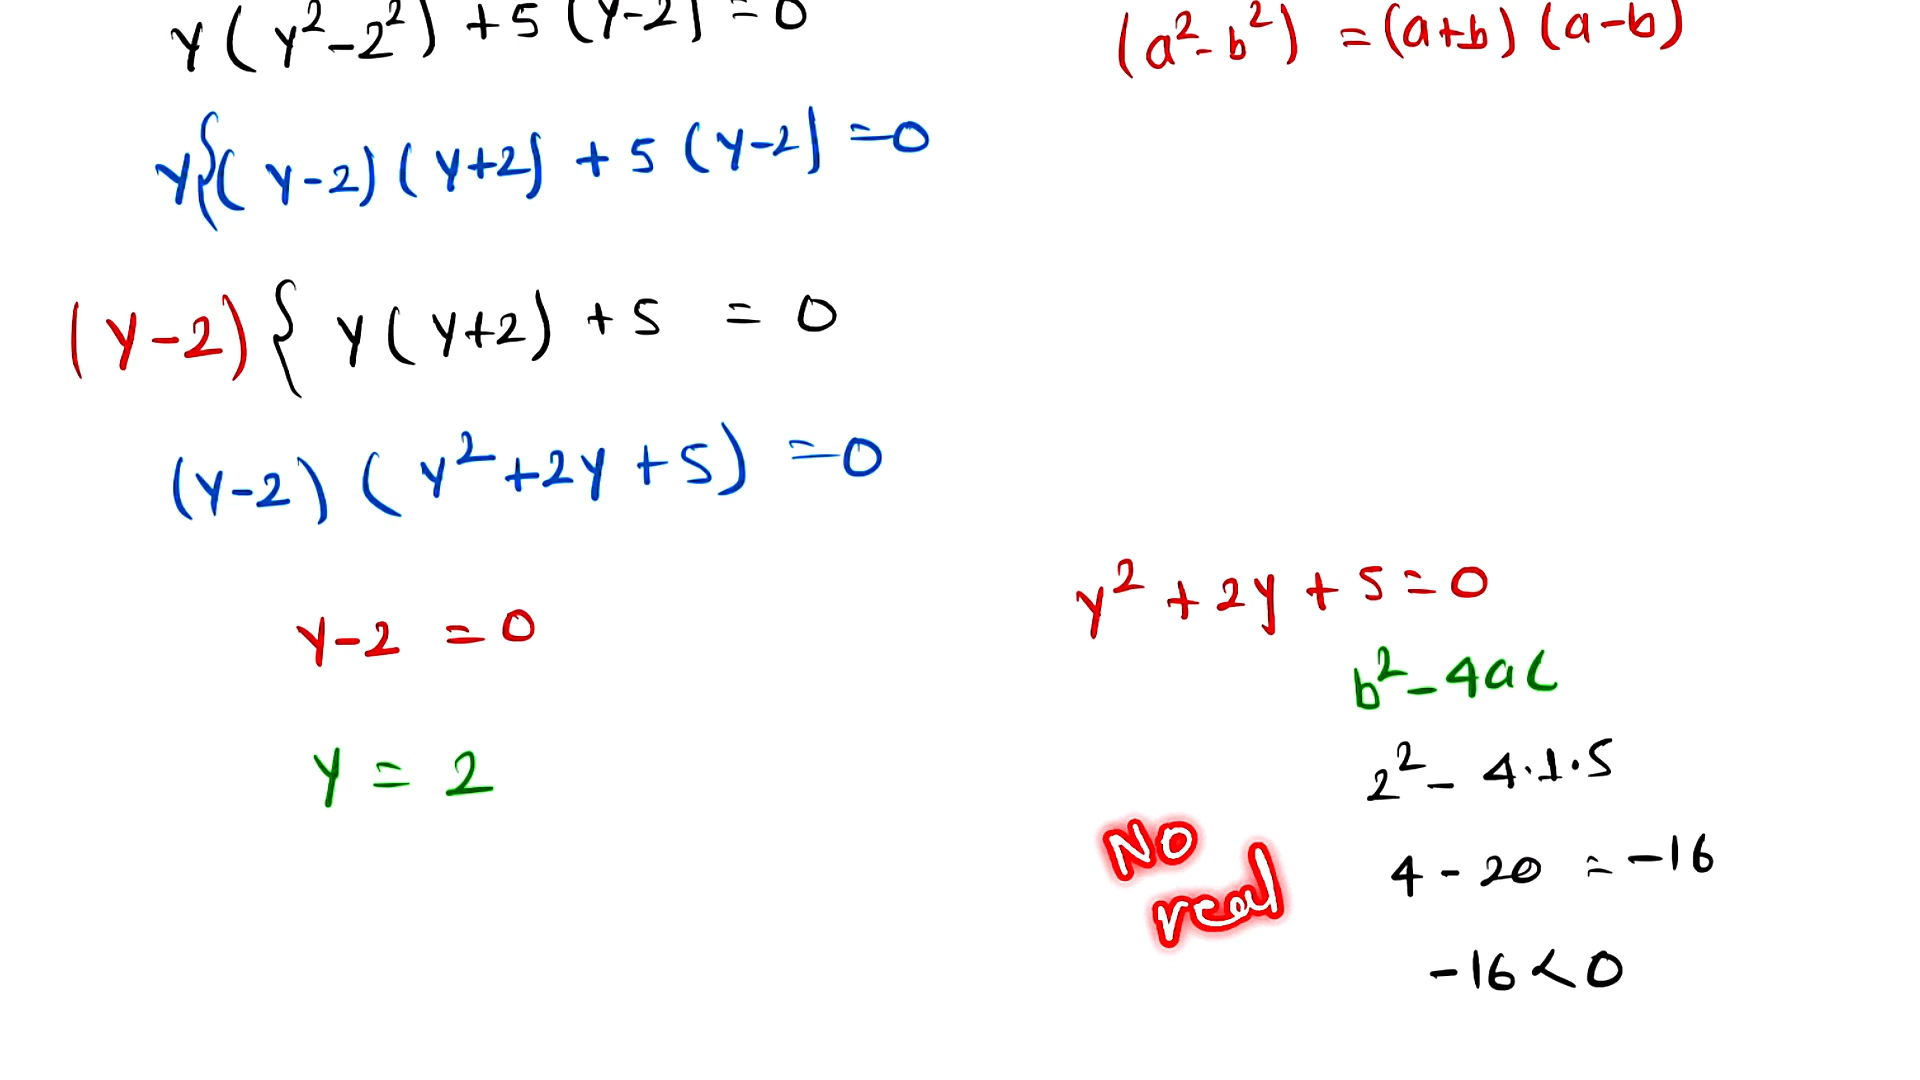 y(y²-2²)+5(y-2)=0
(a²-b²)=(a+b)(a-b)
y{(y-2)(y+2)+5(y-2)=0
(y-2){y(y+2)+5=0
(y-2)(y²+2y+5)=0
y-2=0
y=2
y²+2y+5=0
b²-4ac
2²-4·1·5
4-20=-16
-16<0
No
real